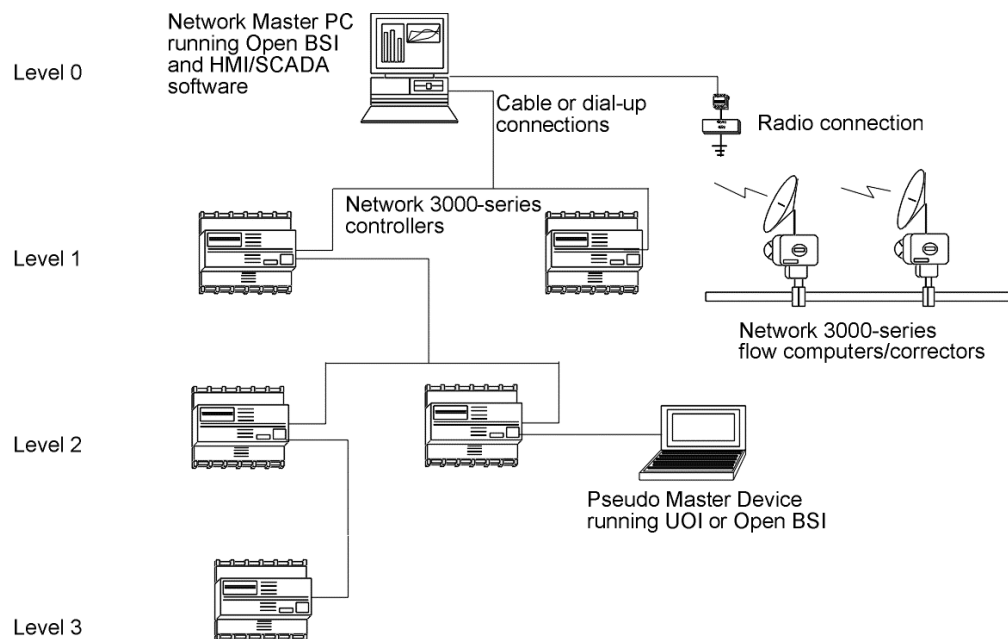 Network Master PC
running Open BSI
and HMI/SCADA
software
Level 0
Cable or dial-up
connections
Radio connection
Network 3000-series
controllers
Level 1
Network 3000-series
flow computers/correctors
Level 2
Pseudo Master Device
running UOI or Open BSI
Level 3